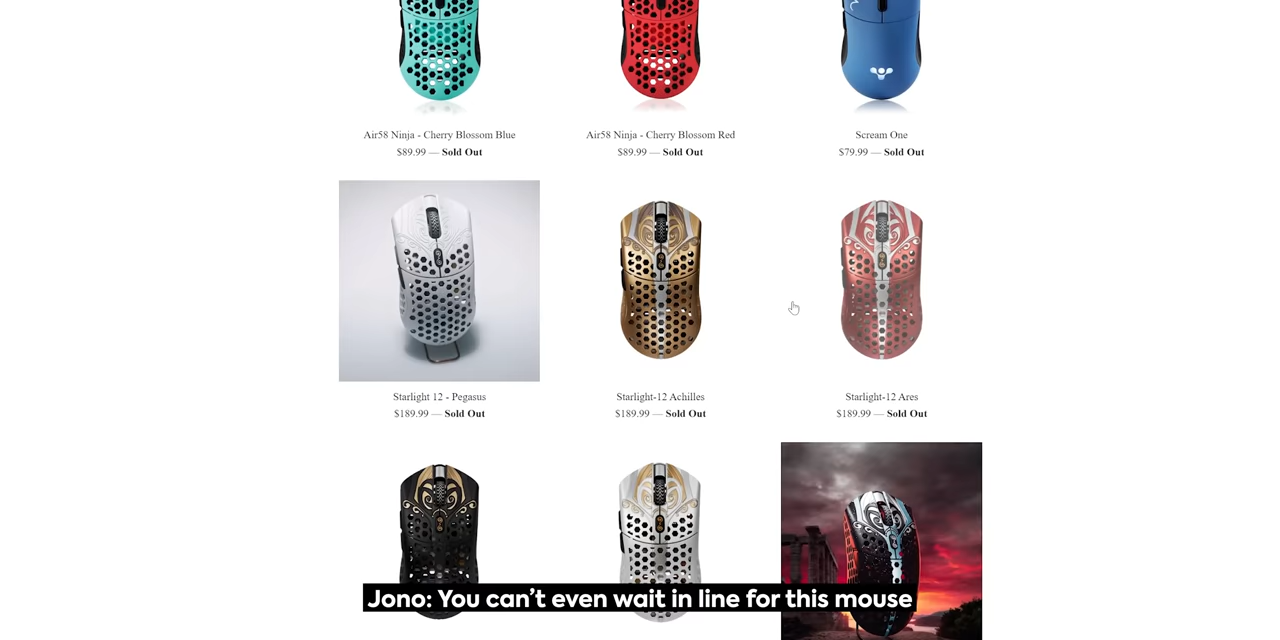 Air58 Ninja - Cherry Blossom Blue
$89.99 — Sold Out
Air58 Ninja - Cherry Blossom Red
$89.99 — Sold Out
Scream One
$79.99 — Sold Out
Starlight 12 - Pegasus
$189.99 — Sold Out
Starlight-12 Achilles
$189.99 — Sold Out
Starlight-12 Ares
$189.99 — Sold Out
Jono: You can’t even wait in line for this mouse